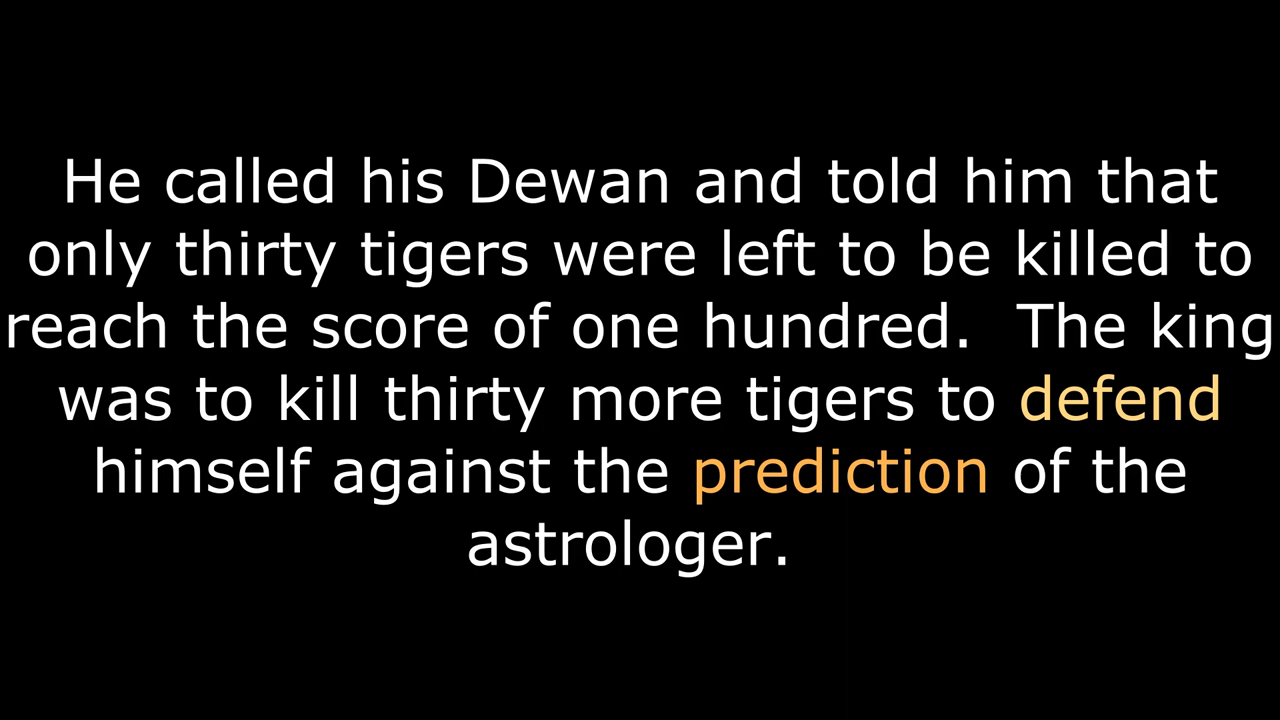 He called his Dewan and told him that
only thirty tigers were left to be killed to
reach the score of one hundred.  The king
was to kill thirty more tigers to defend
himself against the prediction of the
astrologer.